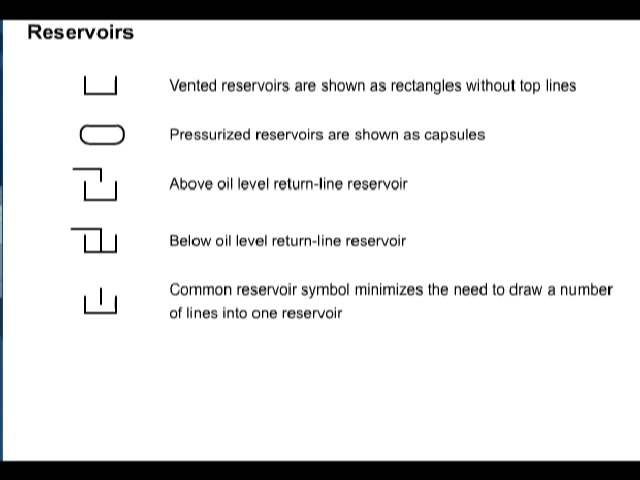 Reservoirs
Vented reservoirs are shown as rectangles without top lines
Pressurized reservoirs are shown as capsules
Above oil level return-line reservoir
Below oil level return-line reservoir
Common reservoir symbol minimizes the need to draw a number
of lines into one reservoir